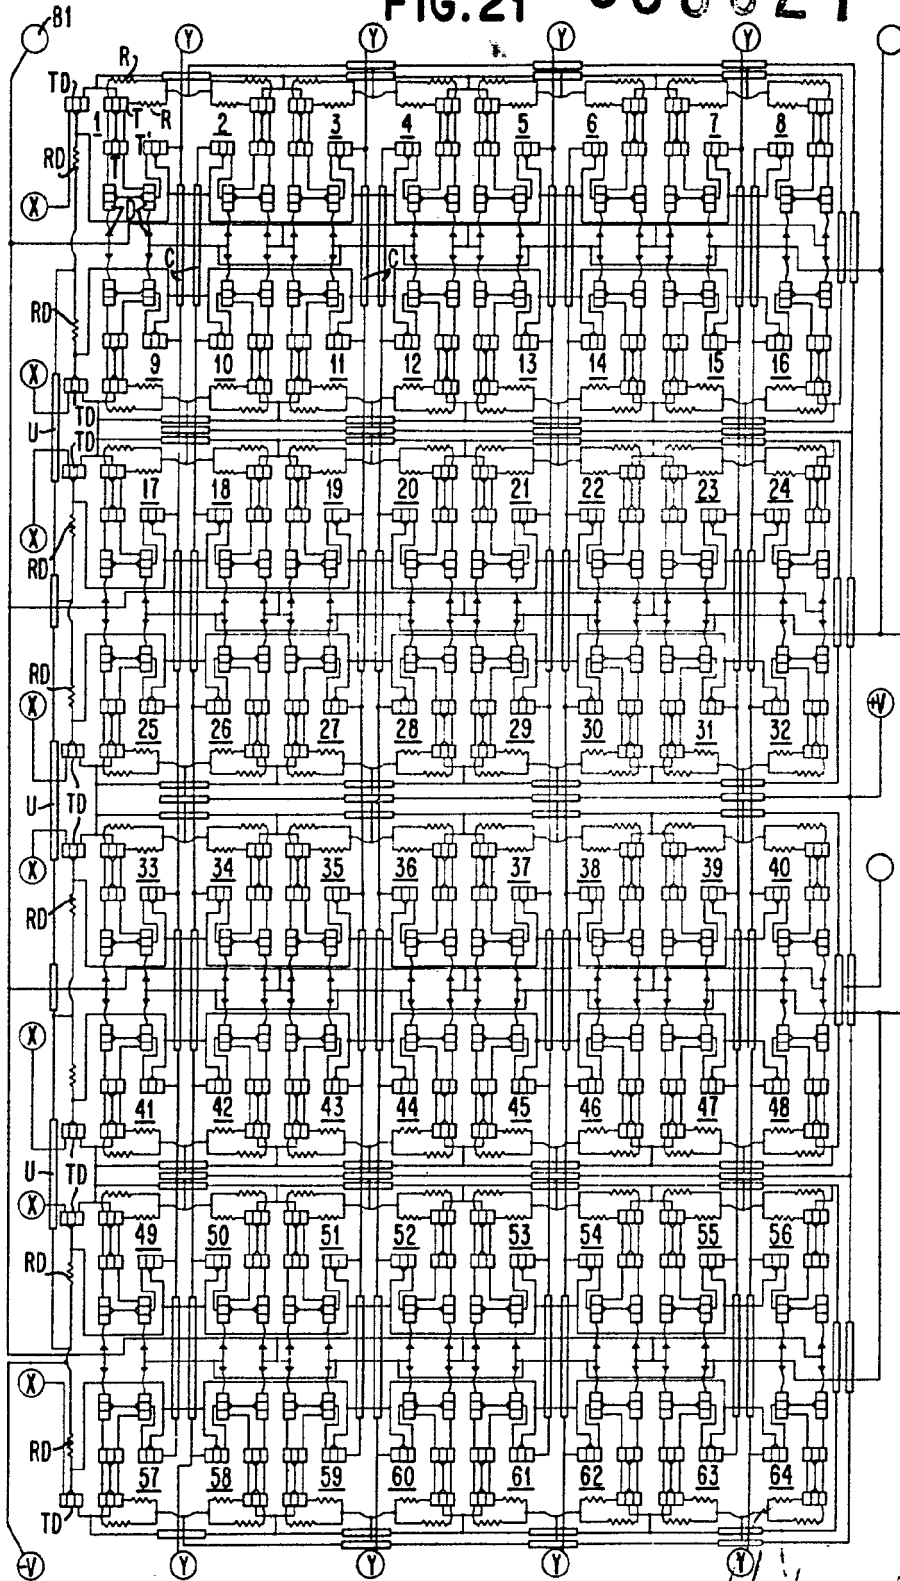 FIG.21
B1 Y Y Y Y
R
TD
1 T R 2 3 4 5 6 7 8
T'
RD T
X
D
C C
RD
X 9 10 11 12 13 14 15 16
U TD
TD
17 18 19 20 21 22 23 24
X
RD
RD
X +V
25 26 27 28 29 30 31 32
U TD
X 33 34 35 36 37 38 39 40
RD
X
41 42 43 44 45 46 47 48
U TD
X
49 50 51 52 53 54 55 56
RD
X
RD
57 58 59 60 61 62 63 64
TD
-V Y Y Y Y